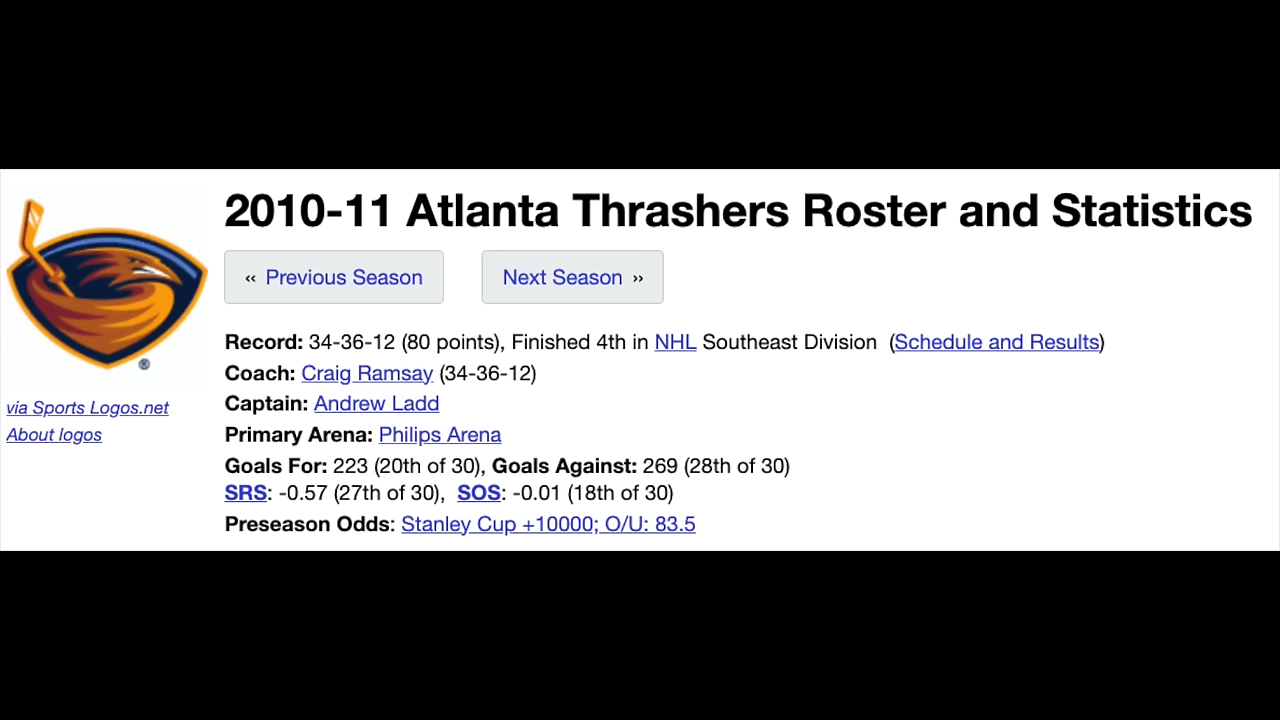 2010-11 Atlanta Thrashers Roster and Statistics
‹‹ Previous Season
Next Season ››
Record: 34-36-12 (80 points), Finished 4th in NHL Southeast Division (Schedule and Results)
Coach: Craig Ramsay (34-36-12)
Captain: Andrew Ladd
Primary Arena: Philips Arena
Goals For: 223 (20th of 30), Goals Against: 269 (28th of 30)
SRS: -0.57 (27th of 30), SOS: -0.01 (18th of 30)
Preseason Odds: Stanley Cup +10000; O/U: 83.5
®
via Sports Logos.net
About logos